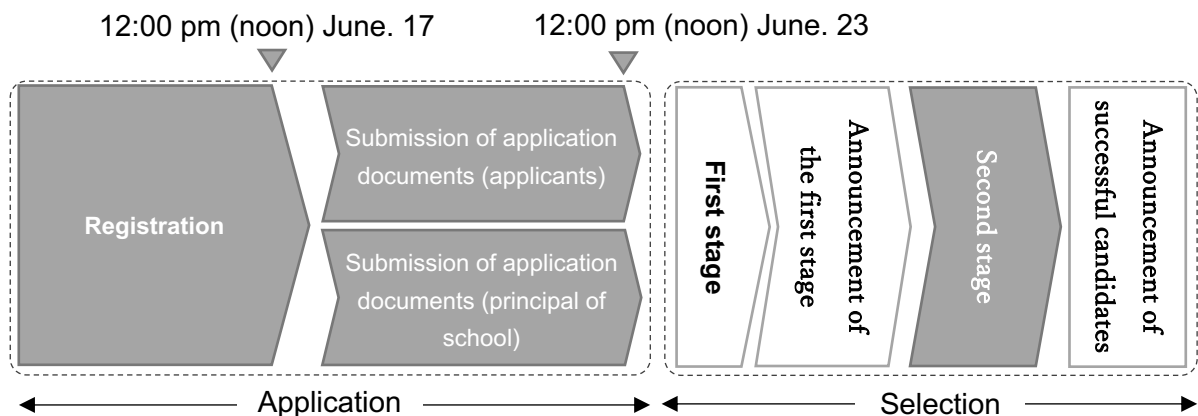 12:00 pm (noon) June. 17
12:00 pm (noon) June. 23
Registration
Submission of application
documents (applicants)
Submission of application
documents (principal of
school)
First stage
Announcement of
the first stage
Second stage
Announcement of
successful candidates
Application
Selection